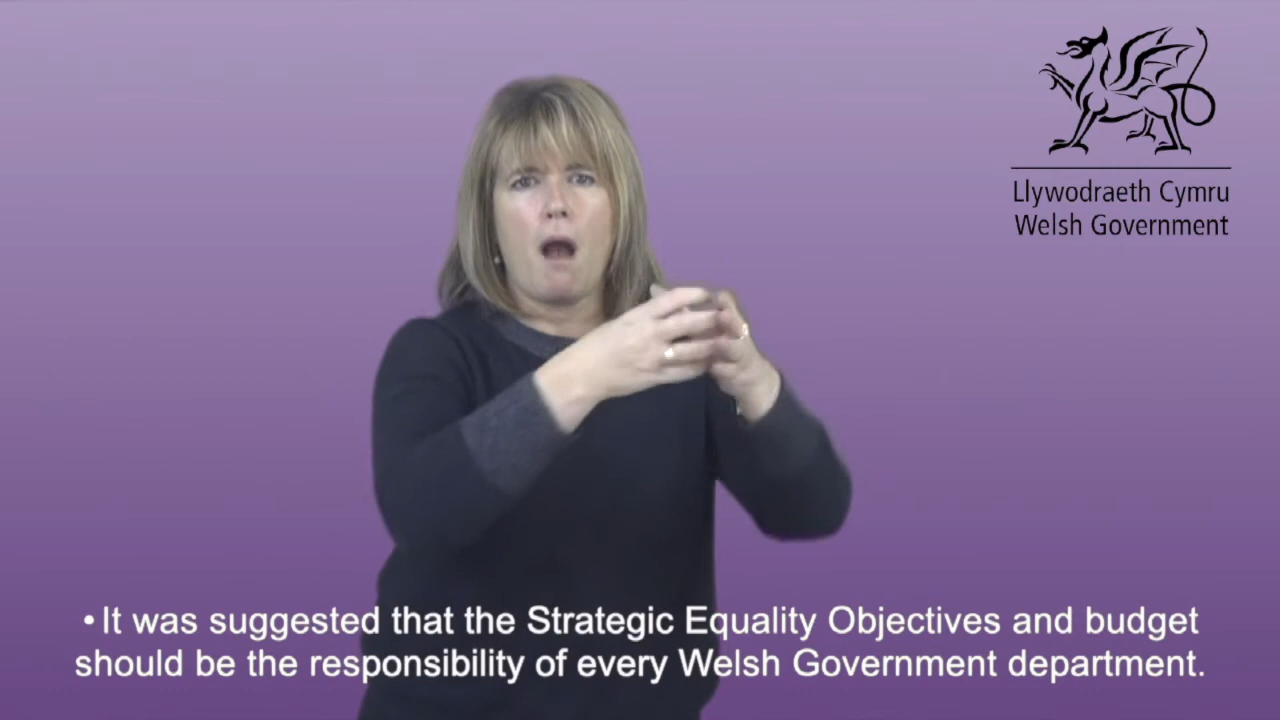 Llywodraeth Cymru
Welsh Government
•It was suggested that the Strategic Equality Objectives and budget
should be the responsibility of every Welsh Government department.